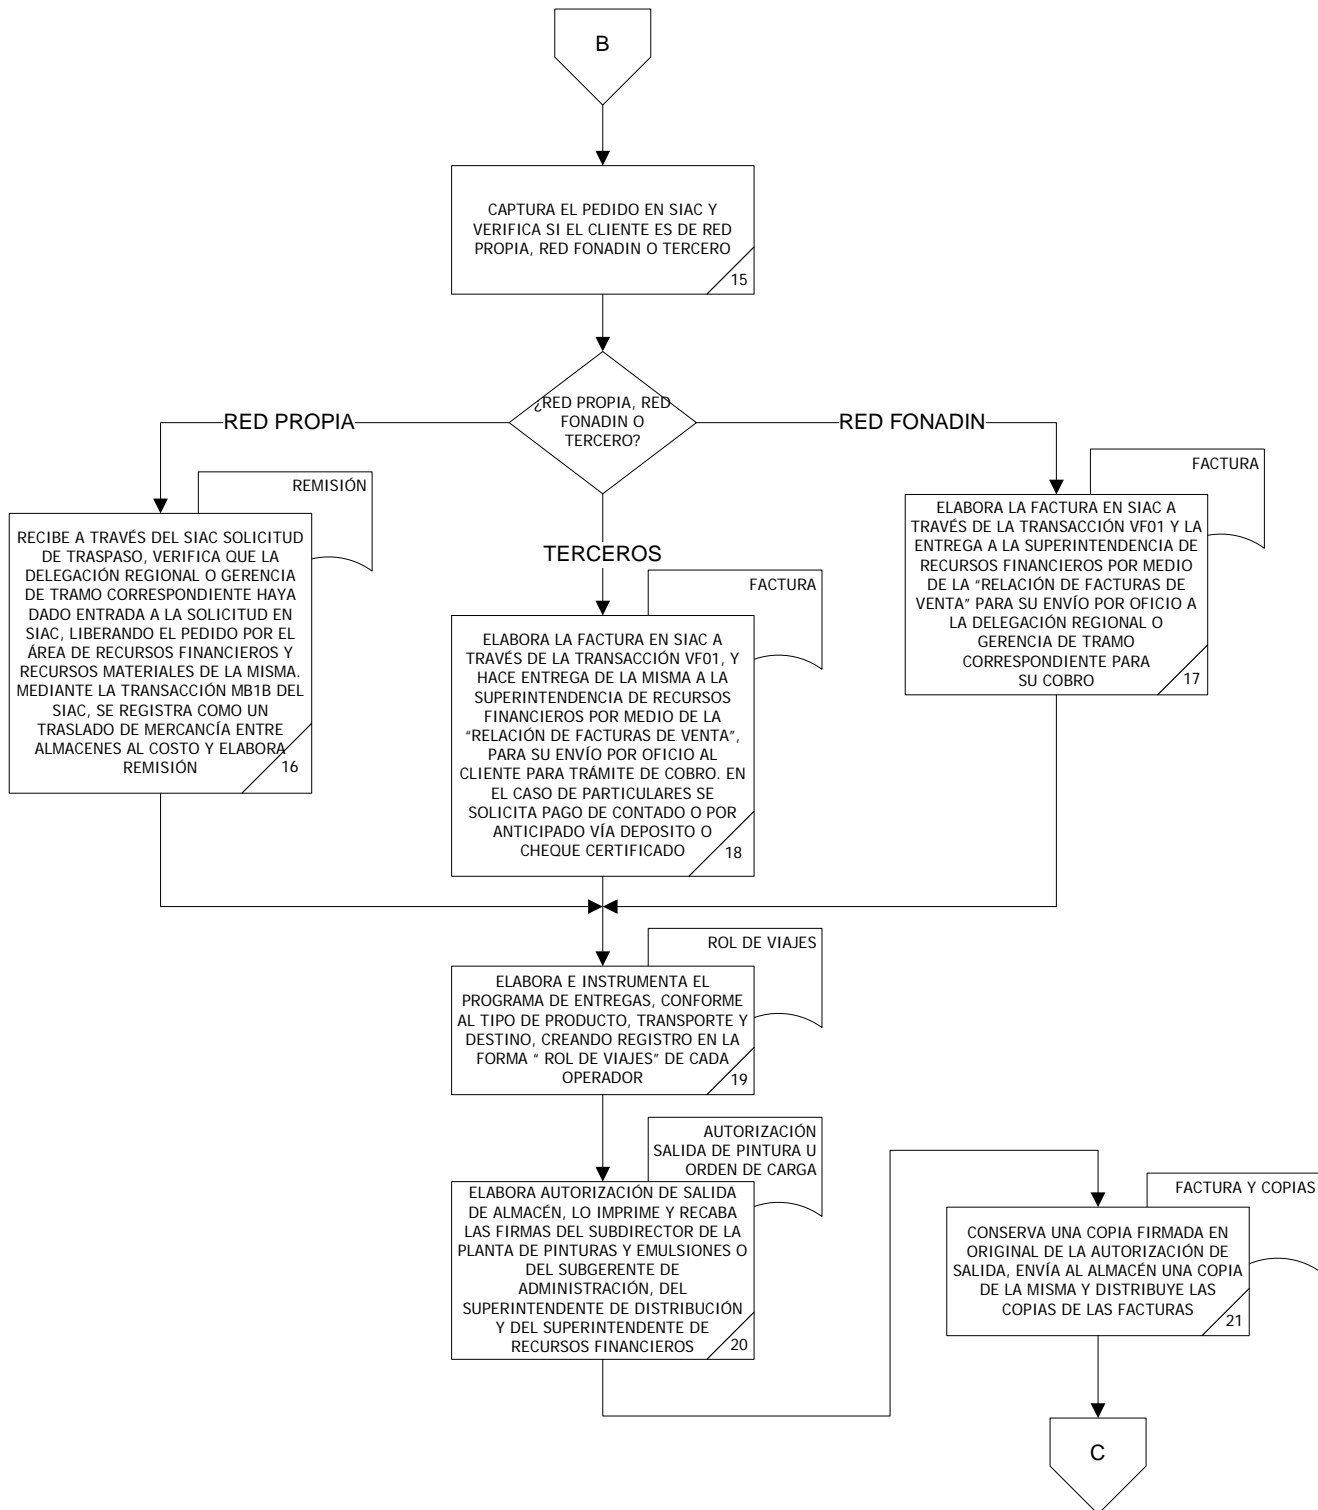 B
CAPTURA EL PEDIDO EN SIAC Y
VERIFICA SI EL CLIENTE ES DE RED
PROPIA, RED FONADIN O TERCERO
15
¿RED PROPIA, RED
FONADIN O
TERCERO?
RED PROPIA
RED FONADIN
TERCEROS
REMISIÓN
RECIBE A TRAVÉS DEL SIAC SOLICITUD
DE TRASPASO, VERIFICA QUE LA
DELEGACIÓN REGIONAL O GERENCIA
DE TRAMO CORRESPONDIENTE HAYA
DADO ENTRADA A LA SOLICITUD EN
SIAC, LIBERANDO EL PEDIDO POR EL
ÁREA DE RECURSOS FINANCIEROS Y
RECURSOS MATERIALES DE LA MISMA.
MEDIANTE LA TRANSACCIÓN MB1B DEL
SIAC, SE REGISTRA COMO UN
TRASLADO DE MERCANCÍA ENTRE
ALMACENES AL COSTO Y ELABORA
REMISIÓN
16
FACTURA
ELABORA LA FACTURA EN SIAC A
TRAVÉS DE LA TRANSACCIÓN VF01 Y LA
ENTREGA A LA SUPERINTENDENCIA DE
RECURSOS FINANCIEROS POR MEDIO
DE LA “RELACIÓN DE FACTURAS DE
VENTA” PARA SU ENVÍO POR OFICIO A
LA DELEGACIÓN REGIONAL O
GERENCIA DE TRAMO
CORRESPONDIENTE PARA
SU COBRO
17
FACTURA
ELABORA LA FACTURA EN SIAC A
TRAVÉS DE LA TRANSACCIÓN VF01, Y
HACE ENTREGA DE LA MISMA A LA
SUPERINTENDENCIA DE RECURSOS
FINANCIEROS POR MEDIO DE LA
“RELACIÓN DE FACTURAS DE VENTA”,
PARA SU ENVÍO POR OFICIO AL
CLIENTE PARA TRÁMITE DE COBRO. EN
EL CASO DE PARTICULARES SE
SOLICITA PAGO DE CONTADO O POR
ANTICIPADO VÍA DEPOSITO O
CHEQUE CERTIFICADO
18
ROL DE VIAJES
ELABORA E INSTRUMENTA EL
PROGRAMA DE ENTREGAS, CONFORME
AL TIPO DE PRODUCTO, TRANSPORTE Y
DESTINO, CREANDO REGISTRO EN LA
FORMA “ ROL DE VIAJES” DE CADA
OPERADOR
19
AUTORIZACIÓN
SALIDA DE PINTURA U
ORDEN DE CARGA
ELABORA AUTORIZACIÓN DE SALIDA
DE ALMACÉN, LO IMPRIME Y RECABA
LAS FIRMAS DEL SUBDIRECTOR DE LA
PLANTA DE PINTURAS Y EMULSIONES O
DEL SUBGERENTE DE
ADMINISTRACIÓN, DEL
SUPERINTENDENTE DE DISTRIBUCIÓN
Y DEL SUPERINTENDENTE DE
RECURSOS FINANCIEROS
20
FACTURA Y COPIAS
CONSERVA UNA COPIA FIRMADA EN
ORIGINAL DE LA AUTORIZACIÓN DE
SALIDA, ENVÍA AL ALMACÉN UNA COPIA
DE LA MISMA Y DISTRIBUYE LAS
COPIAS DE LAS FACTURAS
21
C